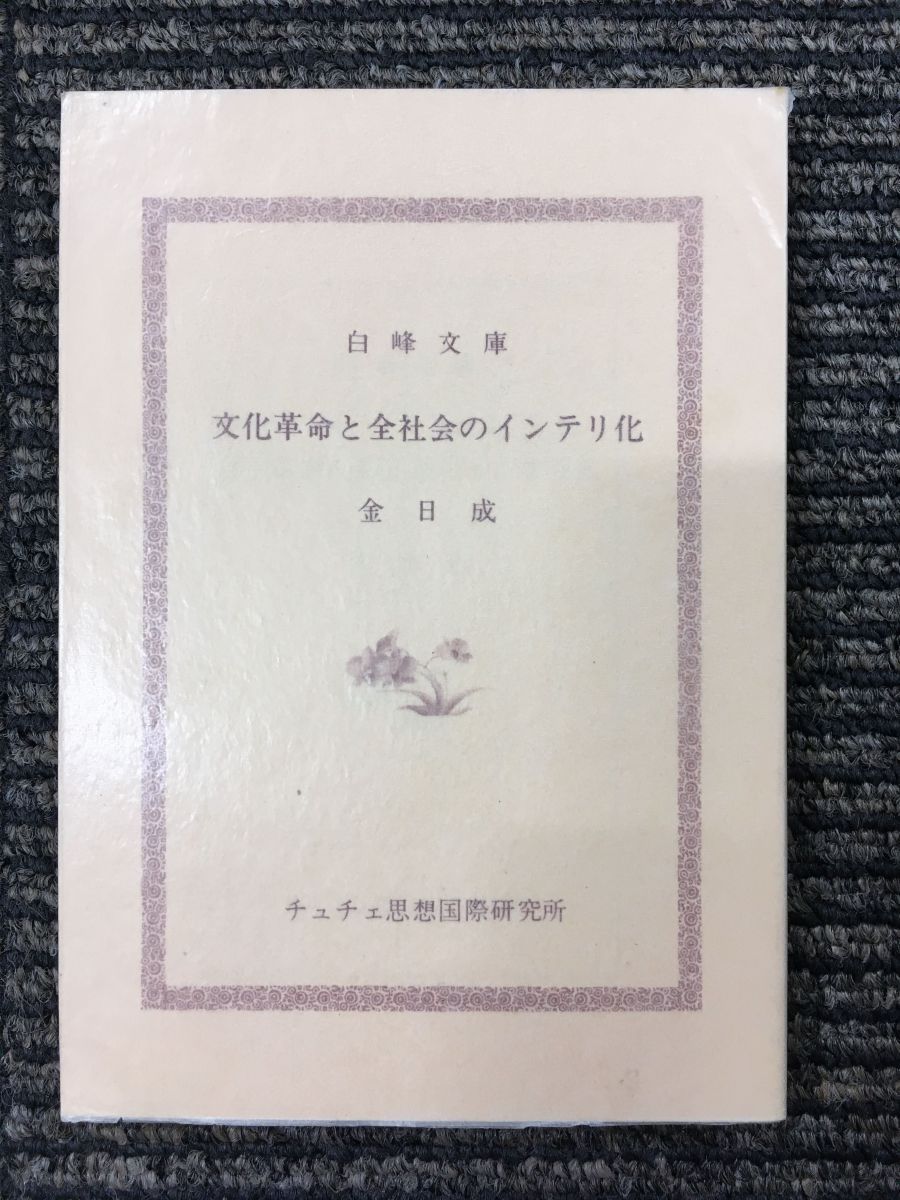 白峰文庫
文化革命と全社会のインテリ化
金日成
チュチェ思想国際研究所